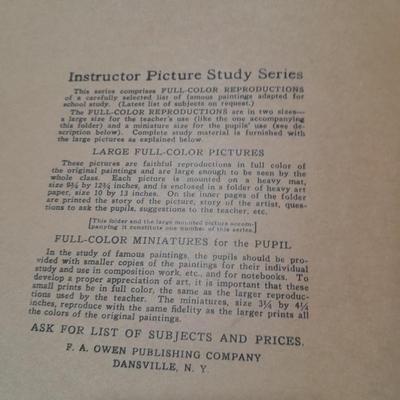 Instructor Picture Study Series
This series comprises FULL-COLOR REPRODUCTIONS
of a carefully selected list of famous paintings adapted for
school study. (Latest list of subjects on request.)
The FULL-COLOR REPRODUCTIONS are in two sizes—
a large size for the teacher's use (like the one accompanying
this folder) and a miniature size for the pupils' use (see de-
scription below). Complete study material is furnished with
the large pictures as explained below.
LARGE FULL-COLOR PICTURES
These pictures are faithful reproductions in full color of
the original paintings and are large enough to be seen by the
whole class. Each picture is mounted on a heavy mat,
size 9¾ by 12¾ inches, and is enclosed in a folder of heavy art
paper, size 10 by 13 inches. On the inner pages of the folder
are printed the story of the picture, story of the artist, ques-
tions to ask the pupils, suggestions to the teacher, etc.
[This folder and the large mounted picture accom-
panying it constitute one number of this series.]
FULL-COLOR MINIATURES for the PUPIL
In the study of famous paintings, the pupils should be pro-
vided with smaller copies of the paintings for their individual
study and use in composition work, etc., and for notebooks. To
develop a proper appreciation of art, it is important that these
small prints be in full color, the same as the larger reproduc-
tions used by the teacher. The miniatures, size 3¼ by 4¼
inches, reproduce with the same fidelity as the larger prints all
the colors of the original paintings.
ASK FOR LIST OF SUBJECTS AND PRICES.
F. A. OWEN PUBLISHING COMPANY
DANSVILLE, N. Y.